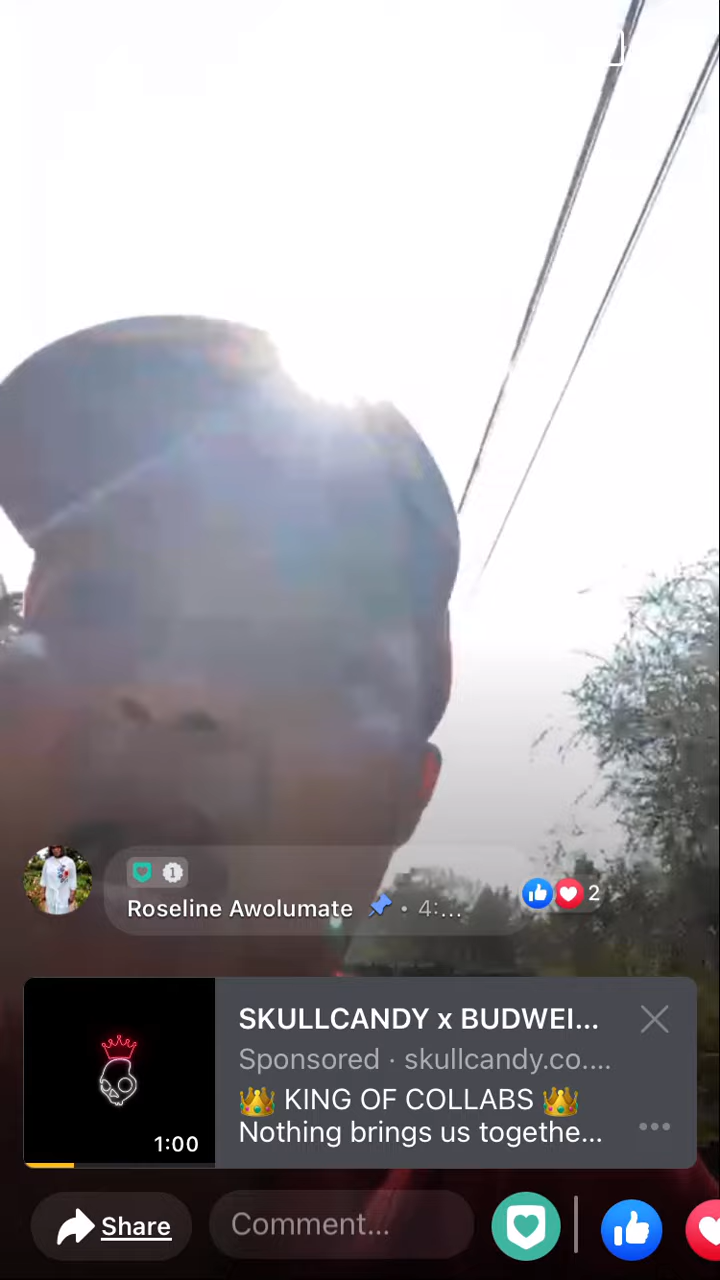 1
Roseline Awolumate
4:...
2
SKULLCANDY x BUDWEI...
Sponsored · skullcandy.co....
👑 KING OF COLLABS 👑
Nothing brings us togethe...
1:00
Share
Comment...